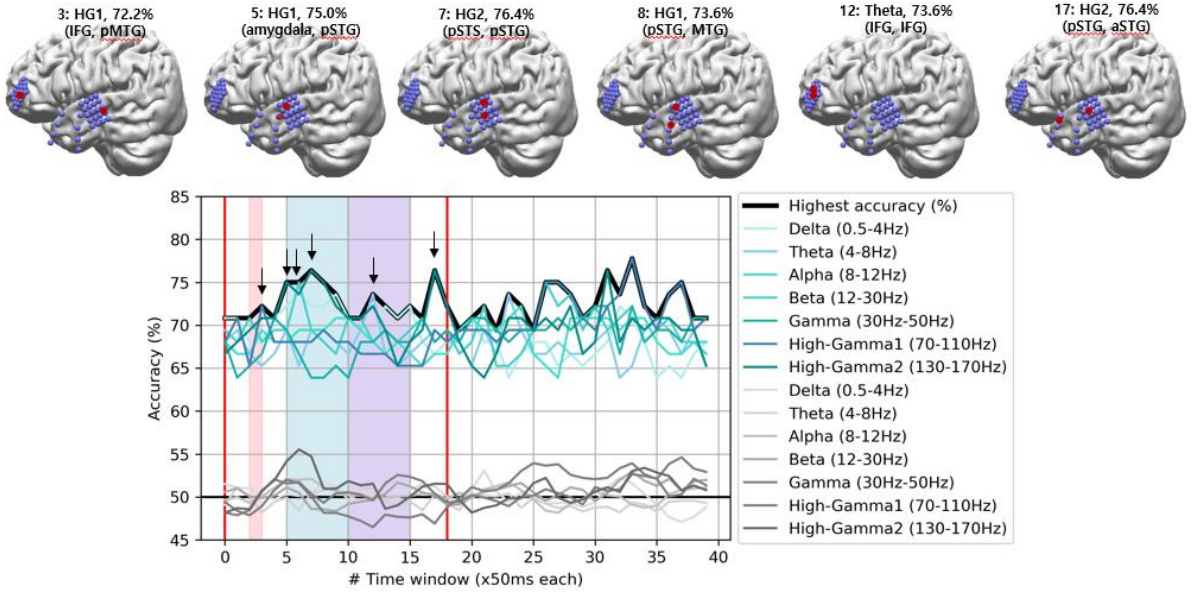 3: HG1, 72.2%
(IFG, pMTG)
5: HG1, 75.0%
(amygdala, pSTG)
7: HG2, 76.4%
(pSTS, pSTG)
8: HG1, 73.6%
(pSTG, MTG)
12: Theta, 73.6%
(IFG, IFG)
17: HG2, 76.4%
(pSTG, aSTG)
85
80
75
70
65
60
55
50
45
Accuracy (%)
0 5 10 15 20 25 30 35 40
# Time window (x50ms each)
Highest accuracy (%)
Delta (0.5-4Hz)
Theta (4-8Hz)
Alpha (8-12Hz)
Beta (12-30Hz)
Gamma (30Hz-50Hz)
High-Gamma1 (70-110Hz)
High-Gamma2 (130-170Hz)
Delta (0.5-4Hz)
Theta (4-8Hz)
Alpha (8-12Hz)
Beta (12-30Hz)
Gamma (30Hz-50Hz)
High-Gamma1 (70-110Hz)
High-Gamma2 (130-170Hz)